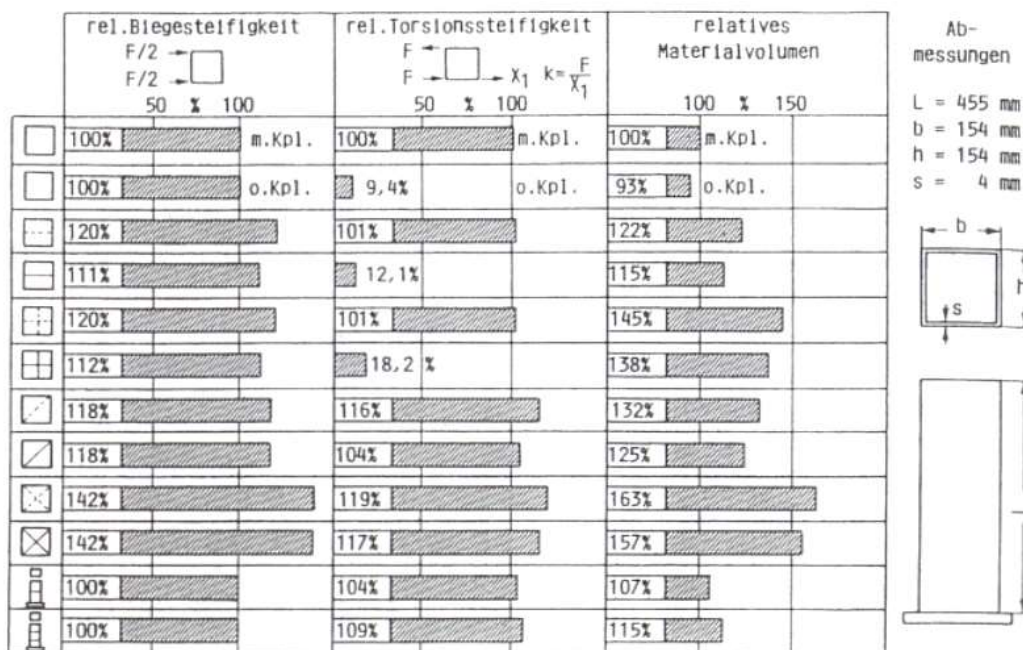 rel.Biegesteifigkeit
F/2
F/2
50 % 100
rel.Torsionssteifigkeit
F
F X₁ k=F/X₁
50 % 100
relatives
Materialvolumen
100 % 150
Ab-
messungen
L = 455 mm
b = 154 mm
h = 154 mm
s = 4 mm
100% m.Kpl. 100% m.Kpl. 100% m.Kpl.
100% o.Kpl. 9,4% o.Kpl. 93% o.Kpl.
120% 101% 122%
111% 12,1% 115%
120% 101% 145%
112% 18,2 % 138%
118% 116% 132%
118% 104% 125%
142% 119% 163%
142% 117% 157%
100% 104% 107%
100% 109% 115%
b
h
s